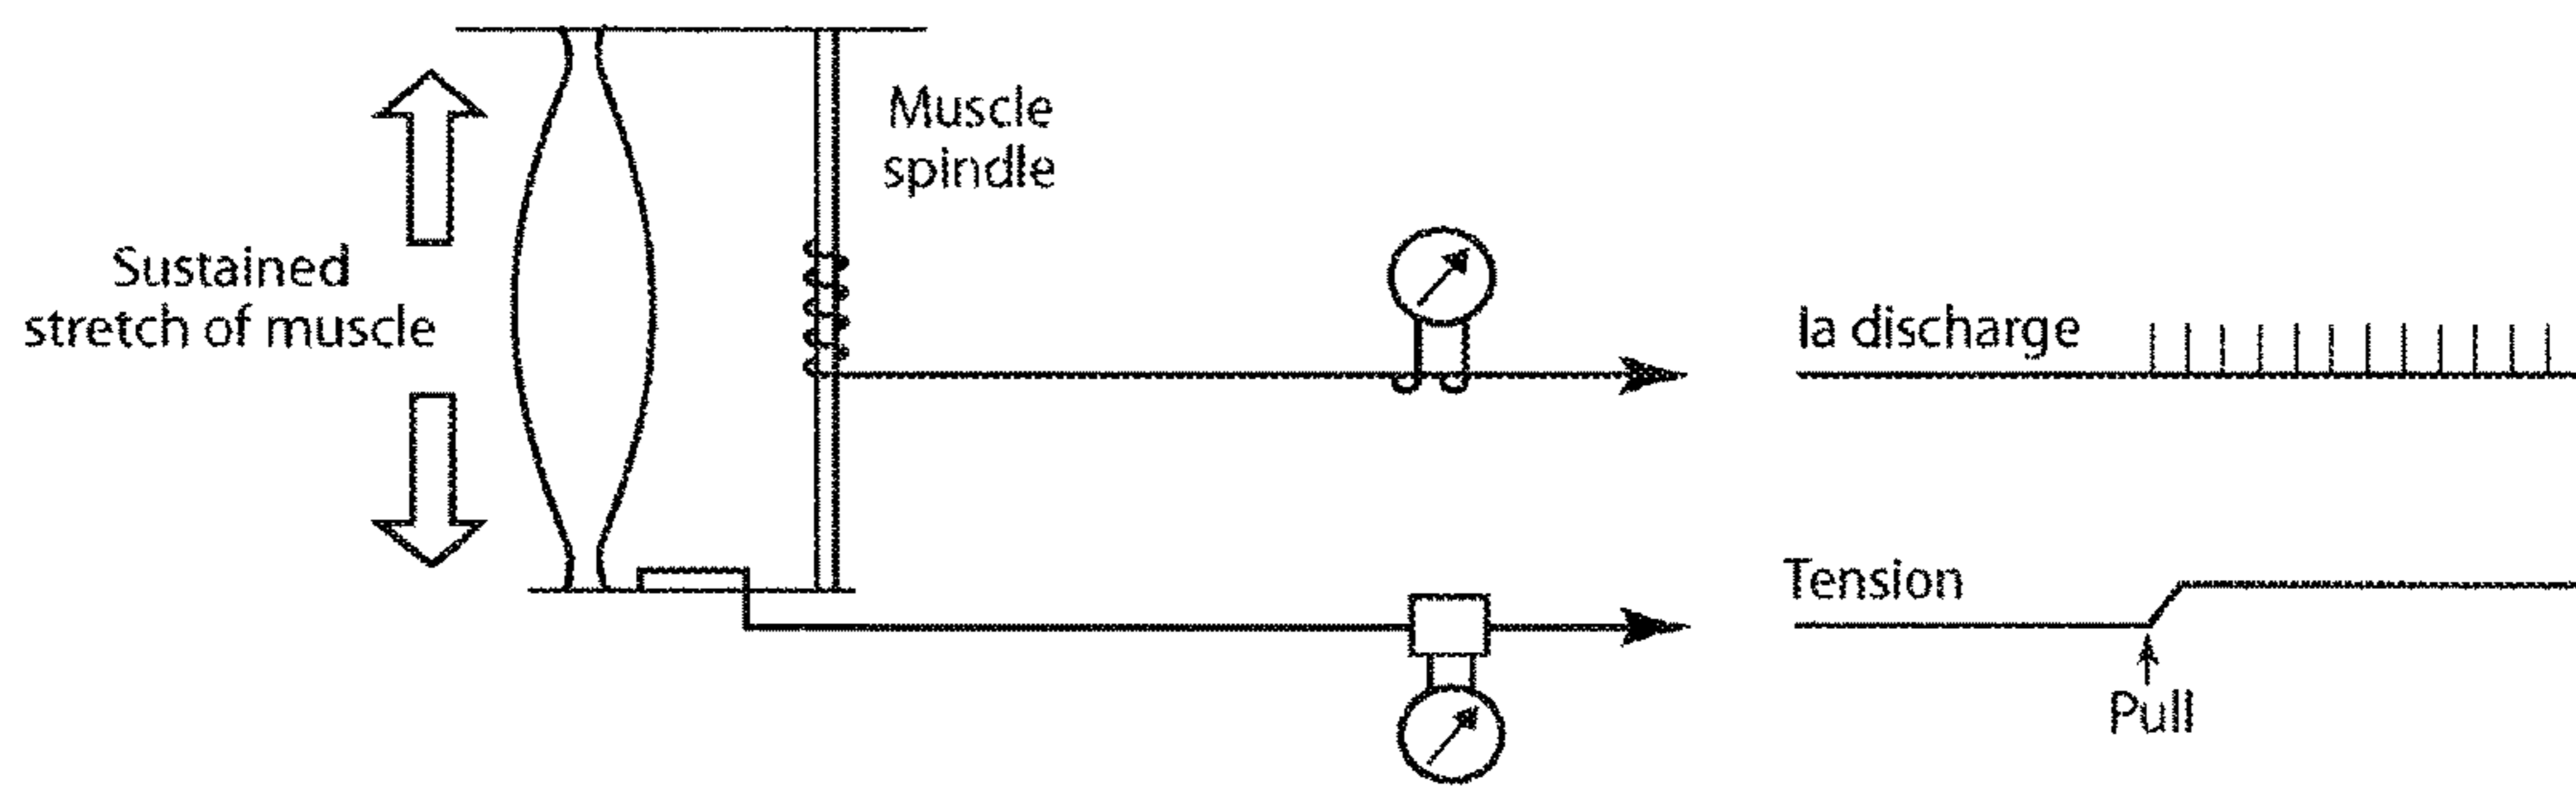 Muscle
spindle
Sustained
stretch of muscle
Ia discharge
Tension
Pull